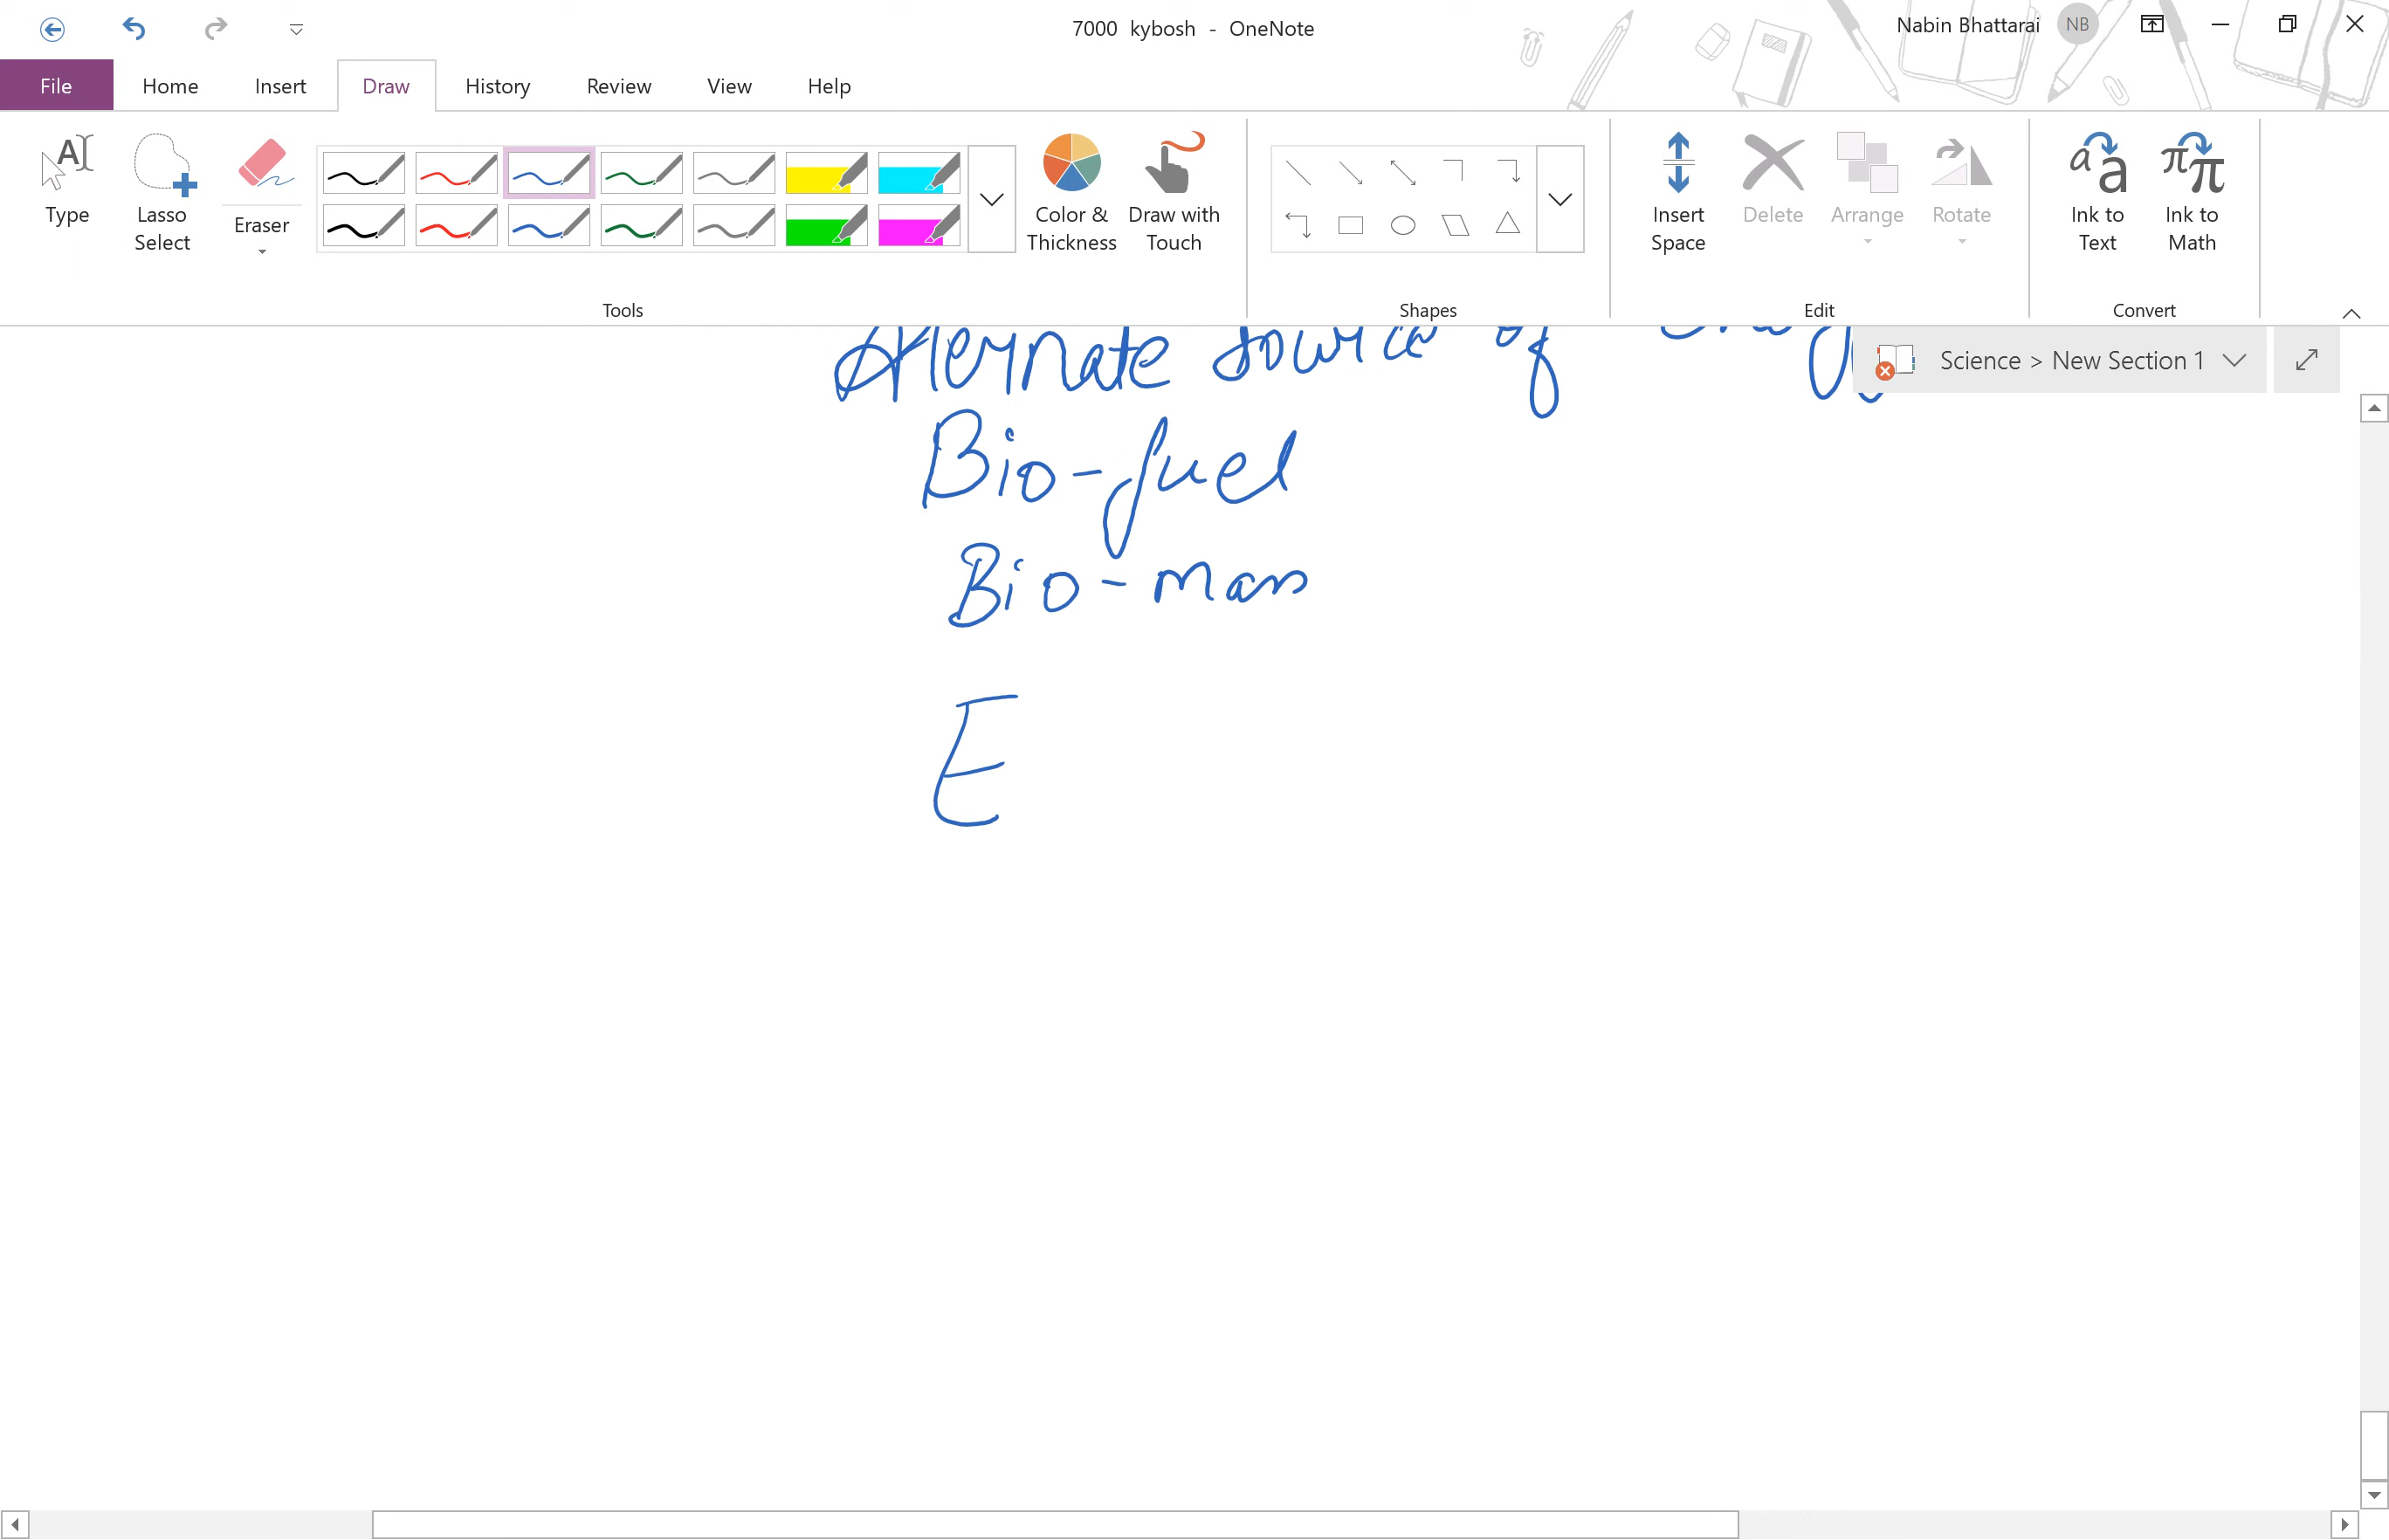 7000 kybosh - OneNote
Nabin Bhattarai NB
File Home Insert Draw History Review View Help
Type
Lasso Select
Eraser
Color & Thickness
Draw with Touch
Insert Space
Delete
Arrange
Rotate
Ink to Text
Ink to Math
Tools
Shapes
Edit
Convert
Alternate source of energy
Science > New Section 1
Bio-fuel
Bio-mass
E